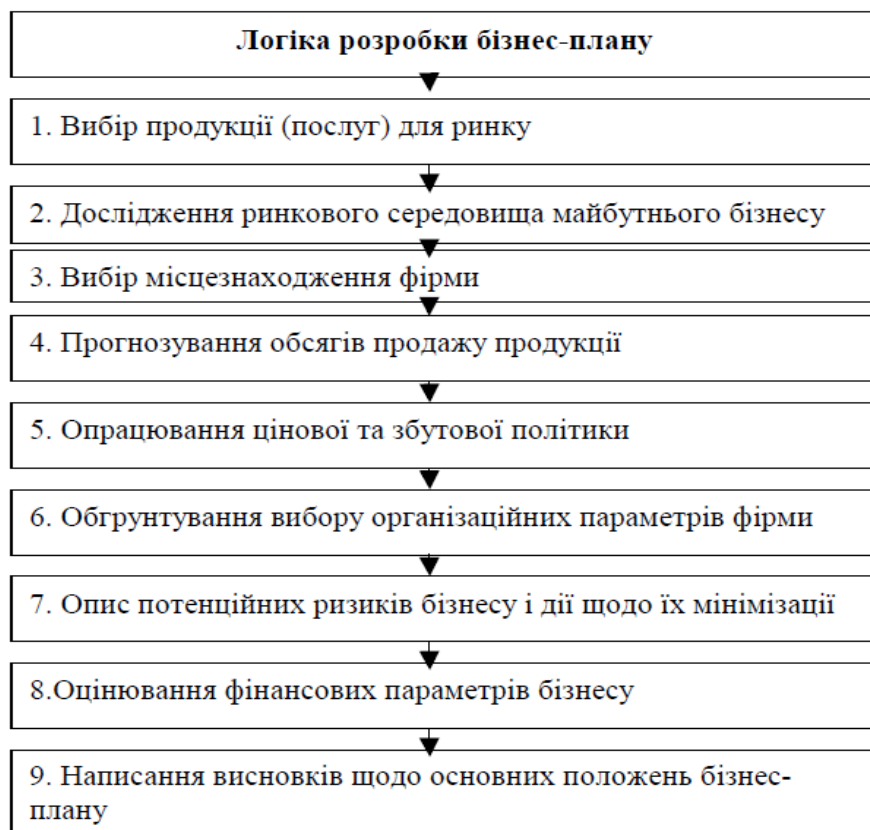 Логіка розробки бізнес-плану
1. Вибір продукції (послуг) для ринку
2. Дослідження ринкового середовища майбутнього бізнесу
3. Вибір місцезнаходження фірми
4. Прогнозування обсягів продажу продукції
5. Опрацювання цінової та збутової політики
6. Обгрунтування вибору організаційних параметрів фірми
7. Опис потенційних ризиків бізнесу і дії щодо їх мінімізації
8.Оцінювання фінансових параметрів бізнесу
9. Написання висновків щодо основних положень бізнес-
плану